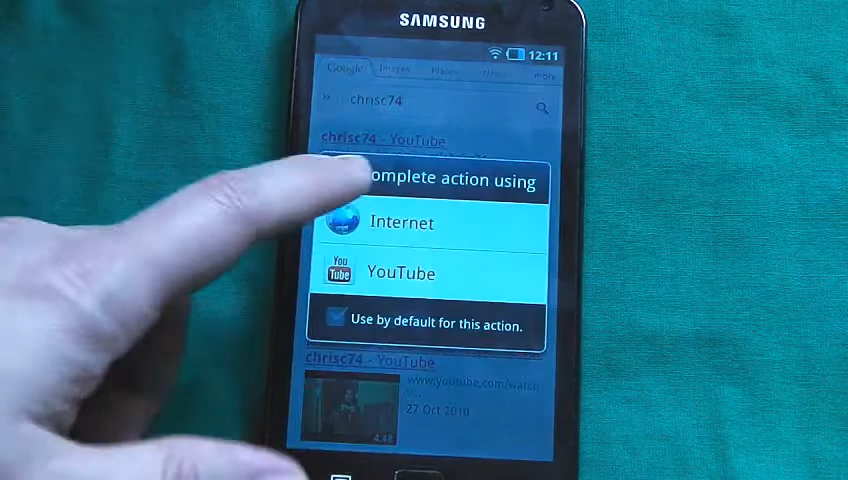 SAMSUNG
12:11
Google Images Places News more
» chrisc74
chrisc74 - YouTube
omplete action using
Internet
You
Tube
YouTube
Use by default for this action.
chrisc74 - YouTube
www.youtube.com/watch
27 Oct 2010
4:48